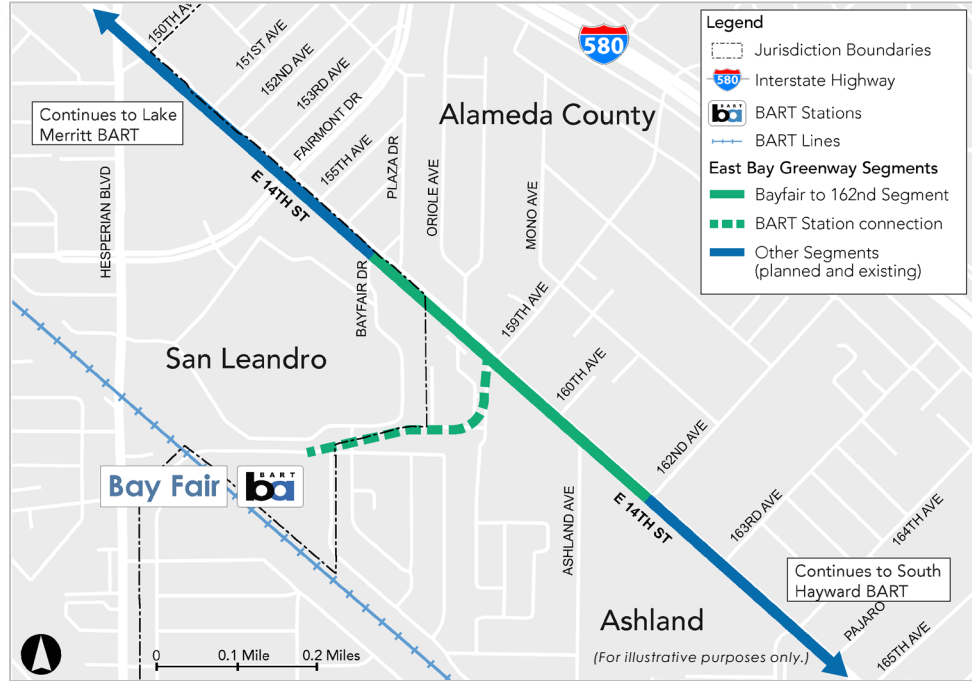 150TH AV
151ST AVE
152ND AVE
153RD AVE
FAIRMONT DR
155TH AVE
PLAZA DR
ORIOLE AVE
MONO AVE
580
Alameda County
Legend
Jurisdiction Boundaries
580
Interstate Highway
BART
ba
BART Stations
BART Lines
East Bay Greenway Segments
Bayfair to 162nd Segment
BART Station connection
Other Segments
(planned and existing)
Continues to Lake
Merritt BART
HESPERIAN BLVD
E 14TH ST
BAYFAIR DR
159TH AVE
San Leandro
160TH AVE
162ND AVE
Bay Fair
BART
ba
E 14TH ST
ASHLAND AVE
163RD AVE
164TH AVE
Continues to South
Hayward BART
PAJARO
165TH AVE
Ashland
(For illustrative purposes only.)
0 0.1 Mile 0.2 Miles